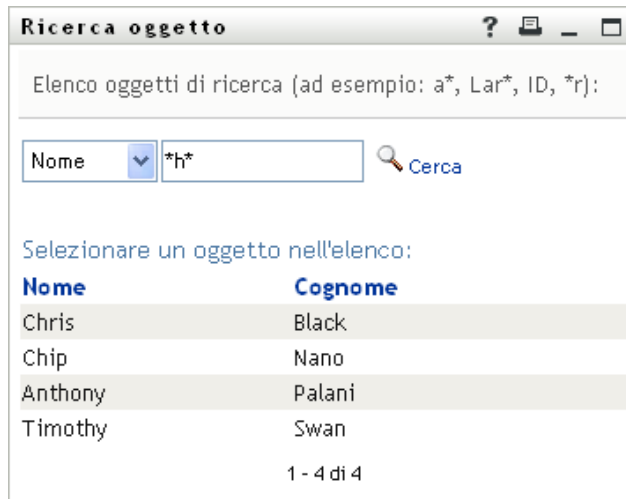 Ricerca oggetto ?
Elenco oggetti di ricerca (ad esempio: a*, Lar*, ID, *r):
Nome *h* Cerca
Selezionare un oggetto nell'elenco:
Nome Cognome
Chris Black
Chip Nano
Anthony Palani
Timothy Swan
1 - 4 di 4